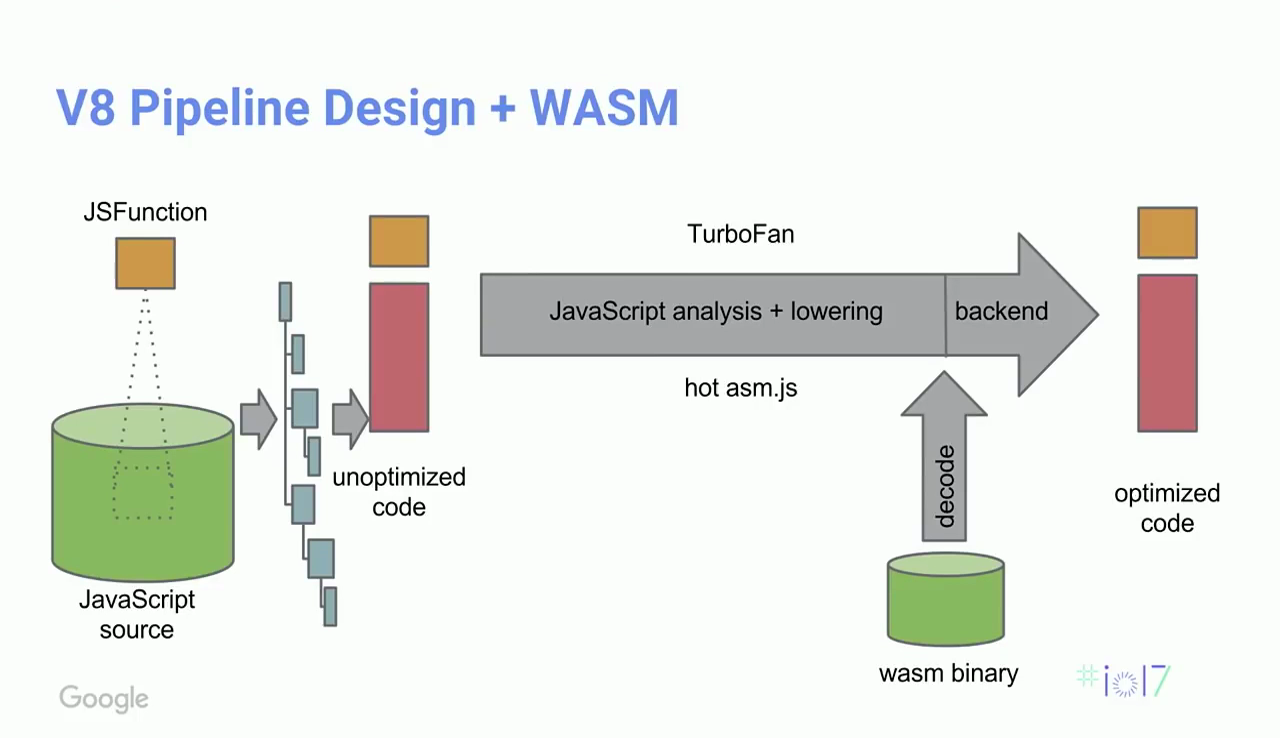 V8 Pipeline Design + WASM
JSFunction
TurboFan
JavaScript analysis + lowering
backend
hot asm.js
unoptimized
code
decode
optimized
code
JavaScript
source
wasm binary
Google
#io17